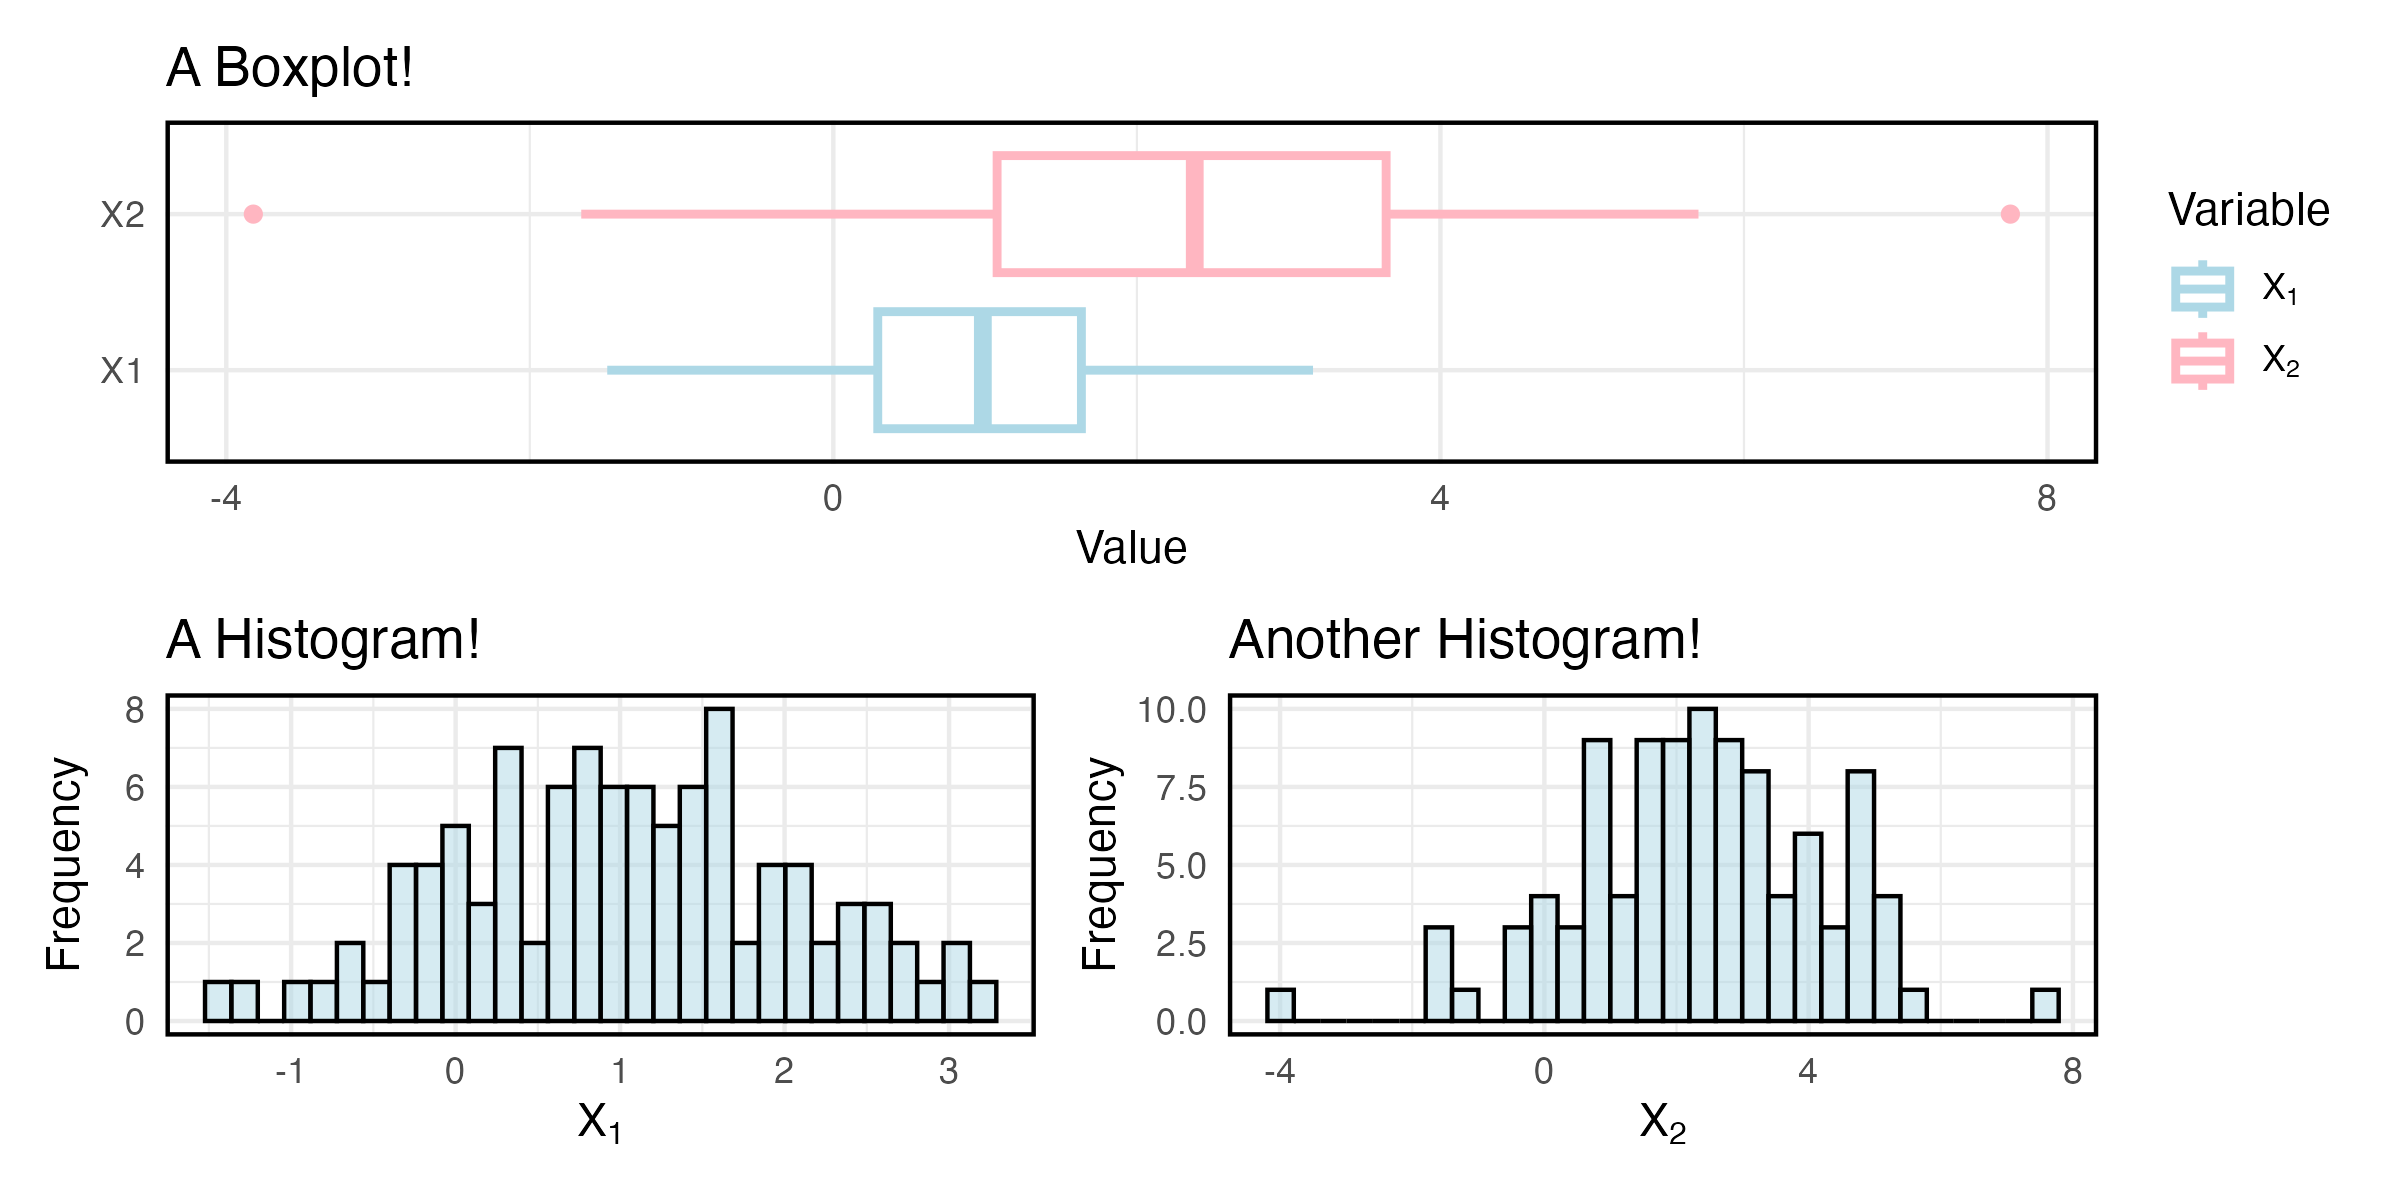 A Boxplot!
X2
X1
-4 0 4 8
Value
Variable
X₁
X₂
A Histogram!
Frequency
8
6
4
2
0
-1 0 1 2 3
X₁
Another Histogram!
Frequency
10.0
7.5
5.0
2.5
0.0
-4 0 4 8
X₂